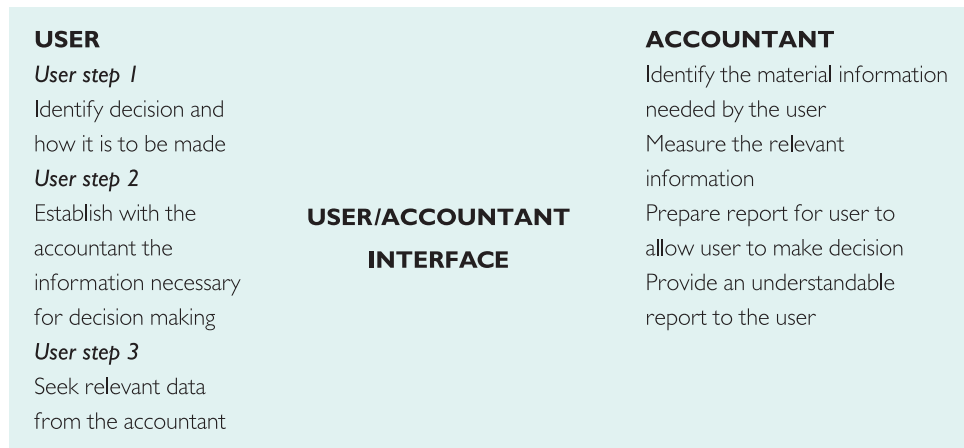 USER
User step 1
Identify decision and
how it is to be made
User step 2
Establish with the
accountant the
information necessary
for decision making
User step 3
Seek relevant data
from the accountant
USER/ACCOUNTANT
INTERFACE
ACCOUNTANT
Identify the material information
needed by the user
Measure the relevant
information
Prepare report for user to
allow user to make decision
Provide an understandable
report to the user